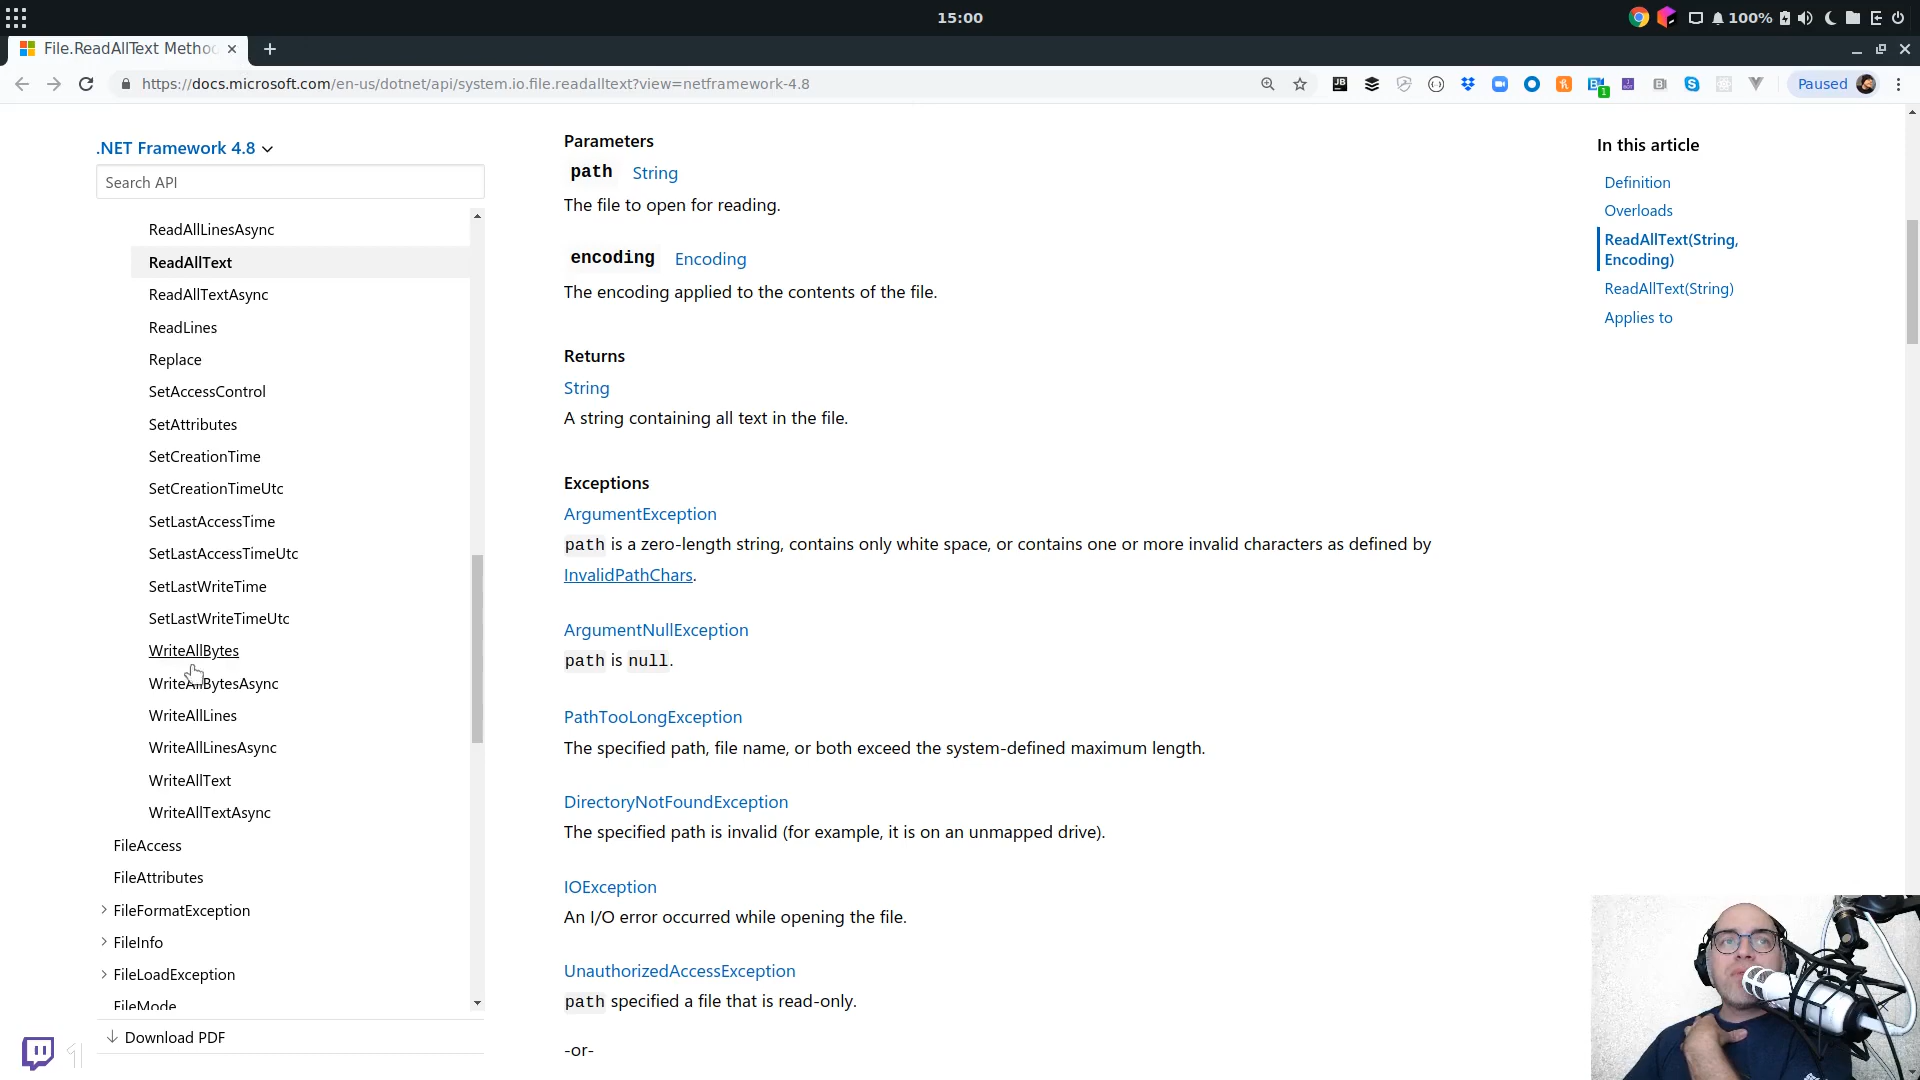 15:00
100%
File.ReadAllText Metho
https://docs.microsoft.com/en-us/dotnet/api/system.io.file.readalltext?view=netframework-4.8
Paused
.NET Framework 4.8
Search API
ReadAllLinesAsync
ReadAllText
ReadAllTextAsync
ReadLines
Replace
SetAccessControl
SetAttributes
SetCreationTime
SetCreationTimeUtc
SetLastAccessTime
SetLastAccessTimeUtc
SetLastWriteTime
SetLastWriteTimeUtc
WriteAllBytes
WriteAllBytesAsync
WriteAllLines
WriteAllLinesAsync
WriteAllText
WriteAllTextAsync
FileAccess
FileAttributes
FileFormatException
FileInfo
FileLoadException
FileMode
Download PDF
Parameters
path String
The file to open for reading.
encoding Encoding
The encoding applied to the contents of the file.
Returns
String
A string containing all text in the file.
Exceptions
ArgumentException
path is a zero-length string, contains only white space, or contains one or more invalid characters as defined by
InvalidPathChars.
ArgumentNullException
path is null.
PathTooLongException
The specified path, file name, or both exceed the system-defined maximum length.
DirectoryNotFoundException
The specified path is invalid (for example, it is on an unmapped drive).
IOException
An I/O error occurred while opening the file.
UnauthorizedAccessException
path specified a file that is read-only.
-or-
In this article
Definition
Overloads
ReadAllText(String,
Encoding)
ReadAllText(String)
Applies to